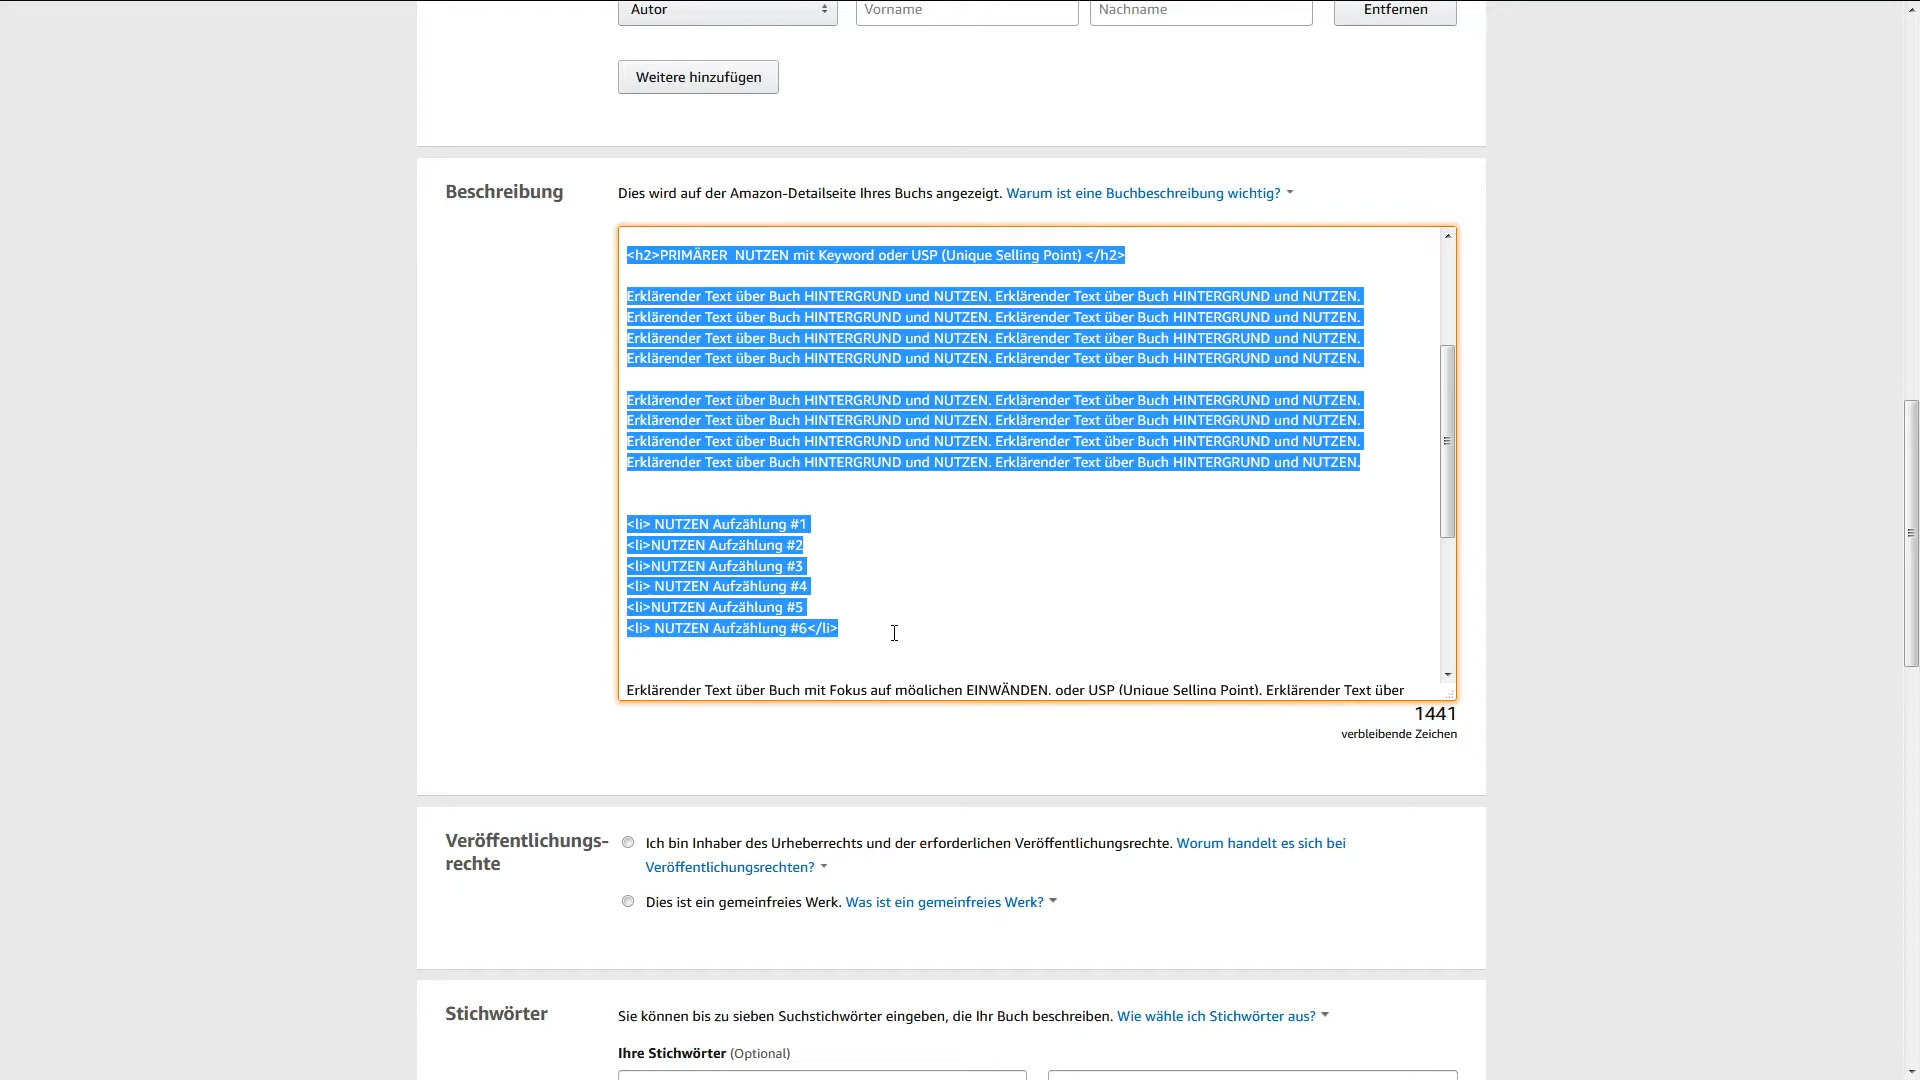 Autor Vorname Nachname Entfernen
Weitere hinzufügen
Beschreibung Dies wird auf der Amazon-Detailseite Ihres Buchs angezeigt. Warum ist eine Buchbeschreibung wichtig?
<h2>PRIMÄRER  NUTZEN mit Keyword oder USP (Unique Selling Point) </h2>
Erklärender Text über Buch HINTERGRUND und NUTZEN. Erklärender Text über Buch HINTERGRUND und NUTZEN.
Erklärender Text über Buch HINTERGRUND und NUTZEN. Erklärender Text über Buch HINTERGRUND und NUTZEN.
Erklärender Text über Buch HINTERGRUND und NUTZEN. Erklärender Text über Buch HINTERGRUND und NUTZEN.
Erklärender Text über Buch HINTERGRUND und NUTZEN. Erklärender Text über Buch HINTERGRUND und NUTZEN.
Erklärender Text über Buch HINTERGRUND und NUTZEN. Erklärender Text über Buch HINTERGRUND und NUTZEN.
Erklärender Text über Buch HINTERGRUND und NUTZEN. Erklärender Text über Buch HINTERGRUND und NUTZEN.
Erklärender Text über Buch HINTERGRUND und NUTZEN. Erklärender Text über Buch HINTERGRUND und NUTZEN.
Erklärender Text über Buch HINTERGRUND und NUTZEN. Erklärender Text über Buch HINTERGRUND und NUTZEN.
<li> NUTZEN Aufzählung #1
<li>NUTZEN Aufzählung #2
<li>NUTZEN Aufzählung #3
<li> NUTZEN Aufzählung #4
<li>NUTZEN Aufzählung #5
<li> NUTZEN Aufzählung #6</li>
Erklärender Text über Buch mit Fokus auf möglichen EINWÄNDEN. oder USP (Unique Selling Point). Erklärender Text über
1441
verbleibende Zeichen
Veröffentlichungs-
rechte
Ich bin Inhaber des Urheberrechts und der erforderlichen Veröffentlichungsrechte. Worum handelt es sich bei
Veröffentlichungsrechten?
Dies ist ein gemeinfreies Werk. Was ist ein gemeinfreies Werk?
Stichwörter Sie können bis zu sieben Suchstichwörter eingeben, die Ihr Buch beschreiben. Wie wähle ich Stichwörter aus?
Ihre Stichwörter (Optional)